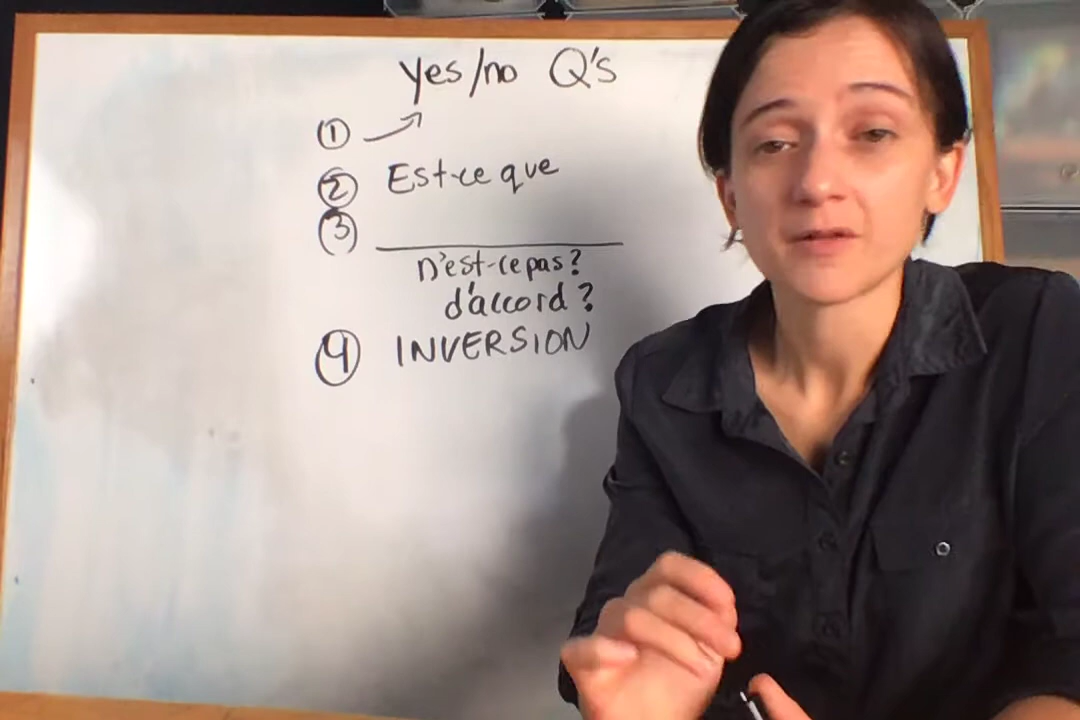 yes/no Q's
① 
② Est-ce que
③ 
n'est-ce pas?
d'accord?
④ INVERSION